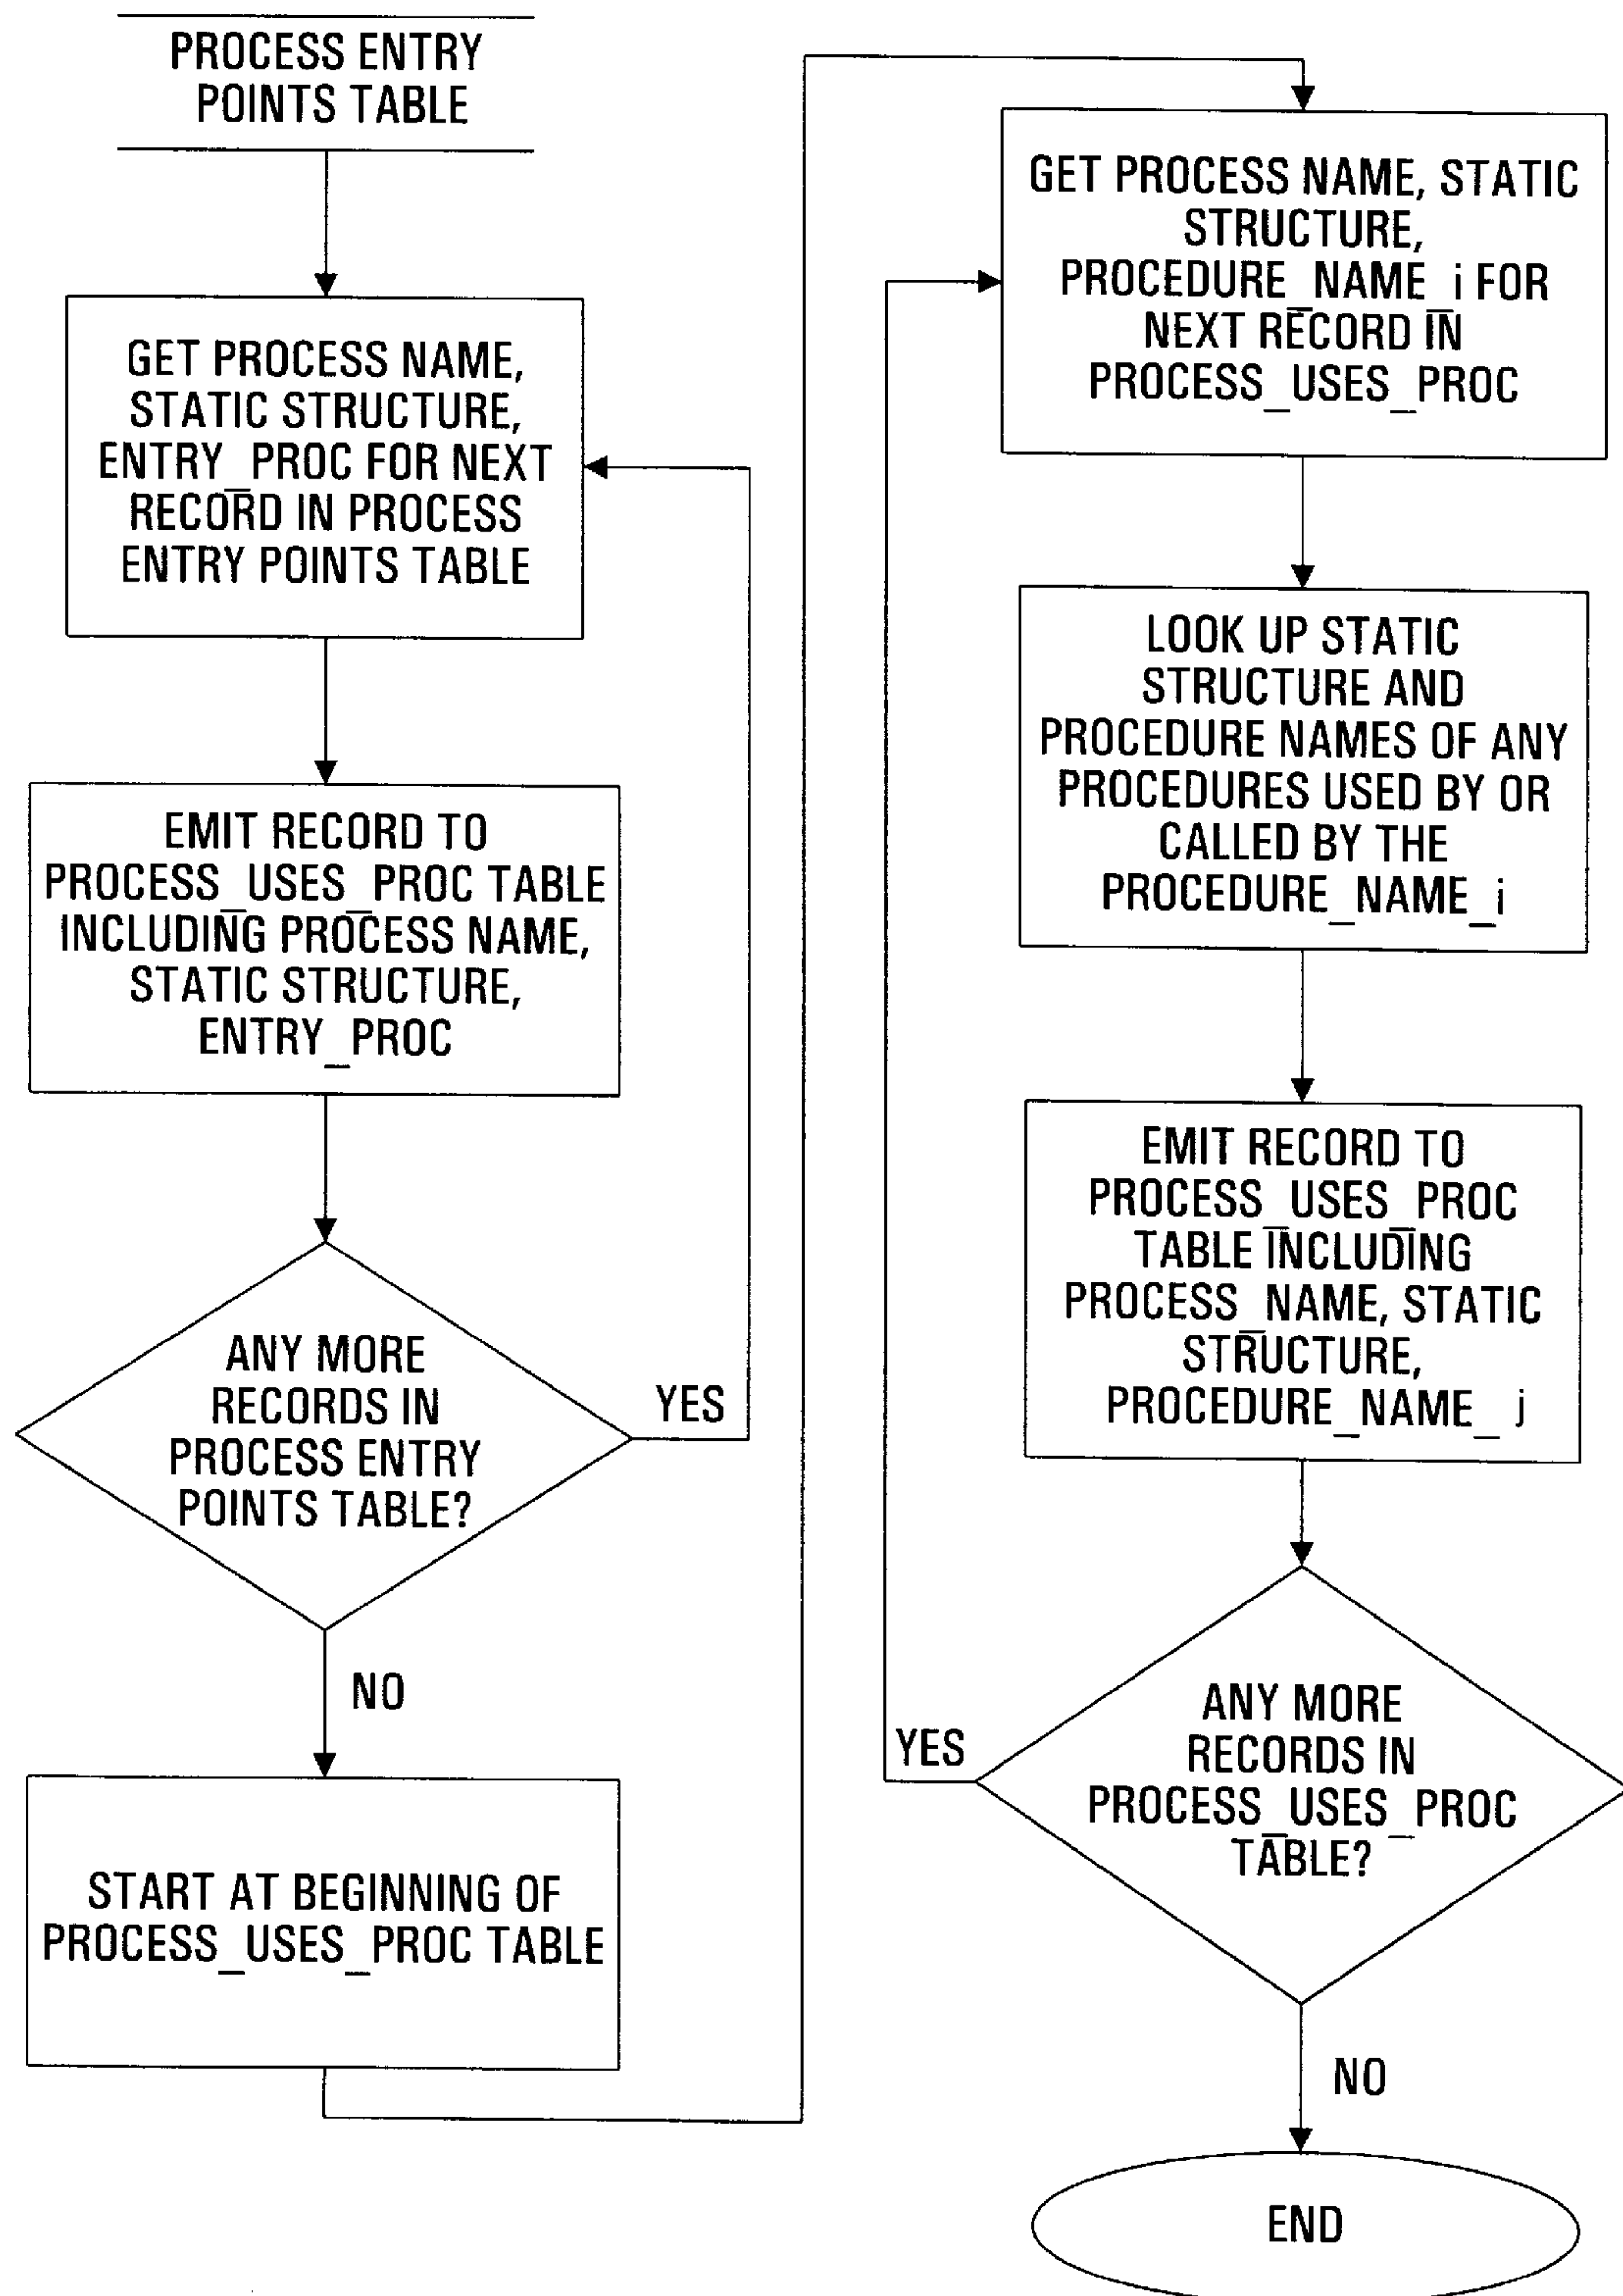 PROCESS ENTRY
POINTS TABLE
GET PROCESS NAME,
STATIC STRUCTURE,
ENTRY_PROC FOR NEXT
RECORD IN PROCESS
ENTRY POINTS TABLE
EMIT RECORD TO
PROCESS_USES_PROC TABLE
INCLUDING PROCESS NAME,
STATIC STRUCTURE,
ENTRY_PROC
ANY MORE
RECORDS IN
PROCESS ENTRY
POINTS TABLE?
YES
NO
START AT BEGINNING OF
PROCESS_USES_PROC TABLE
GET PROCESS NAME, STATIC
STRUCTURE,
PROCEDURE_NAME_i FOR
NEXT RECORD IN
PROCESS_USES_PROC
LOOK UP STATIC
STRUCTURE AND
PROCEDURE NAMES OF ANY
PROCEDURES USED BY OR
CALLED BY THE
PROCEDURE_NAME_i
EMIT RECORD TO
PROCESS_USES_PROC
TABLE INCLUDING
PROCESS_NAME, STATIC
STRUCTURE,
PROCEDURE_NAME_j
ANY MORE
RECORDS IN
PROCESS_USES_PROC
TABLE?
YES
NO
END